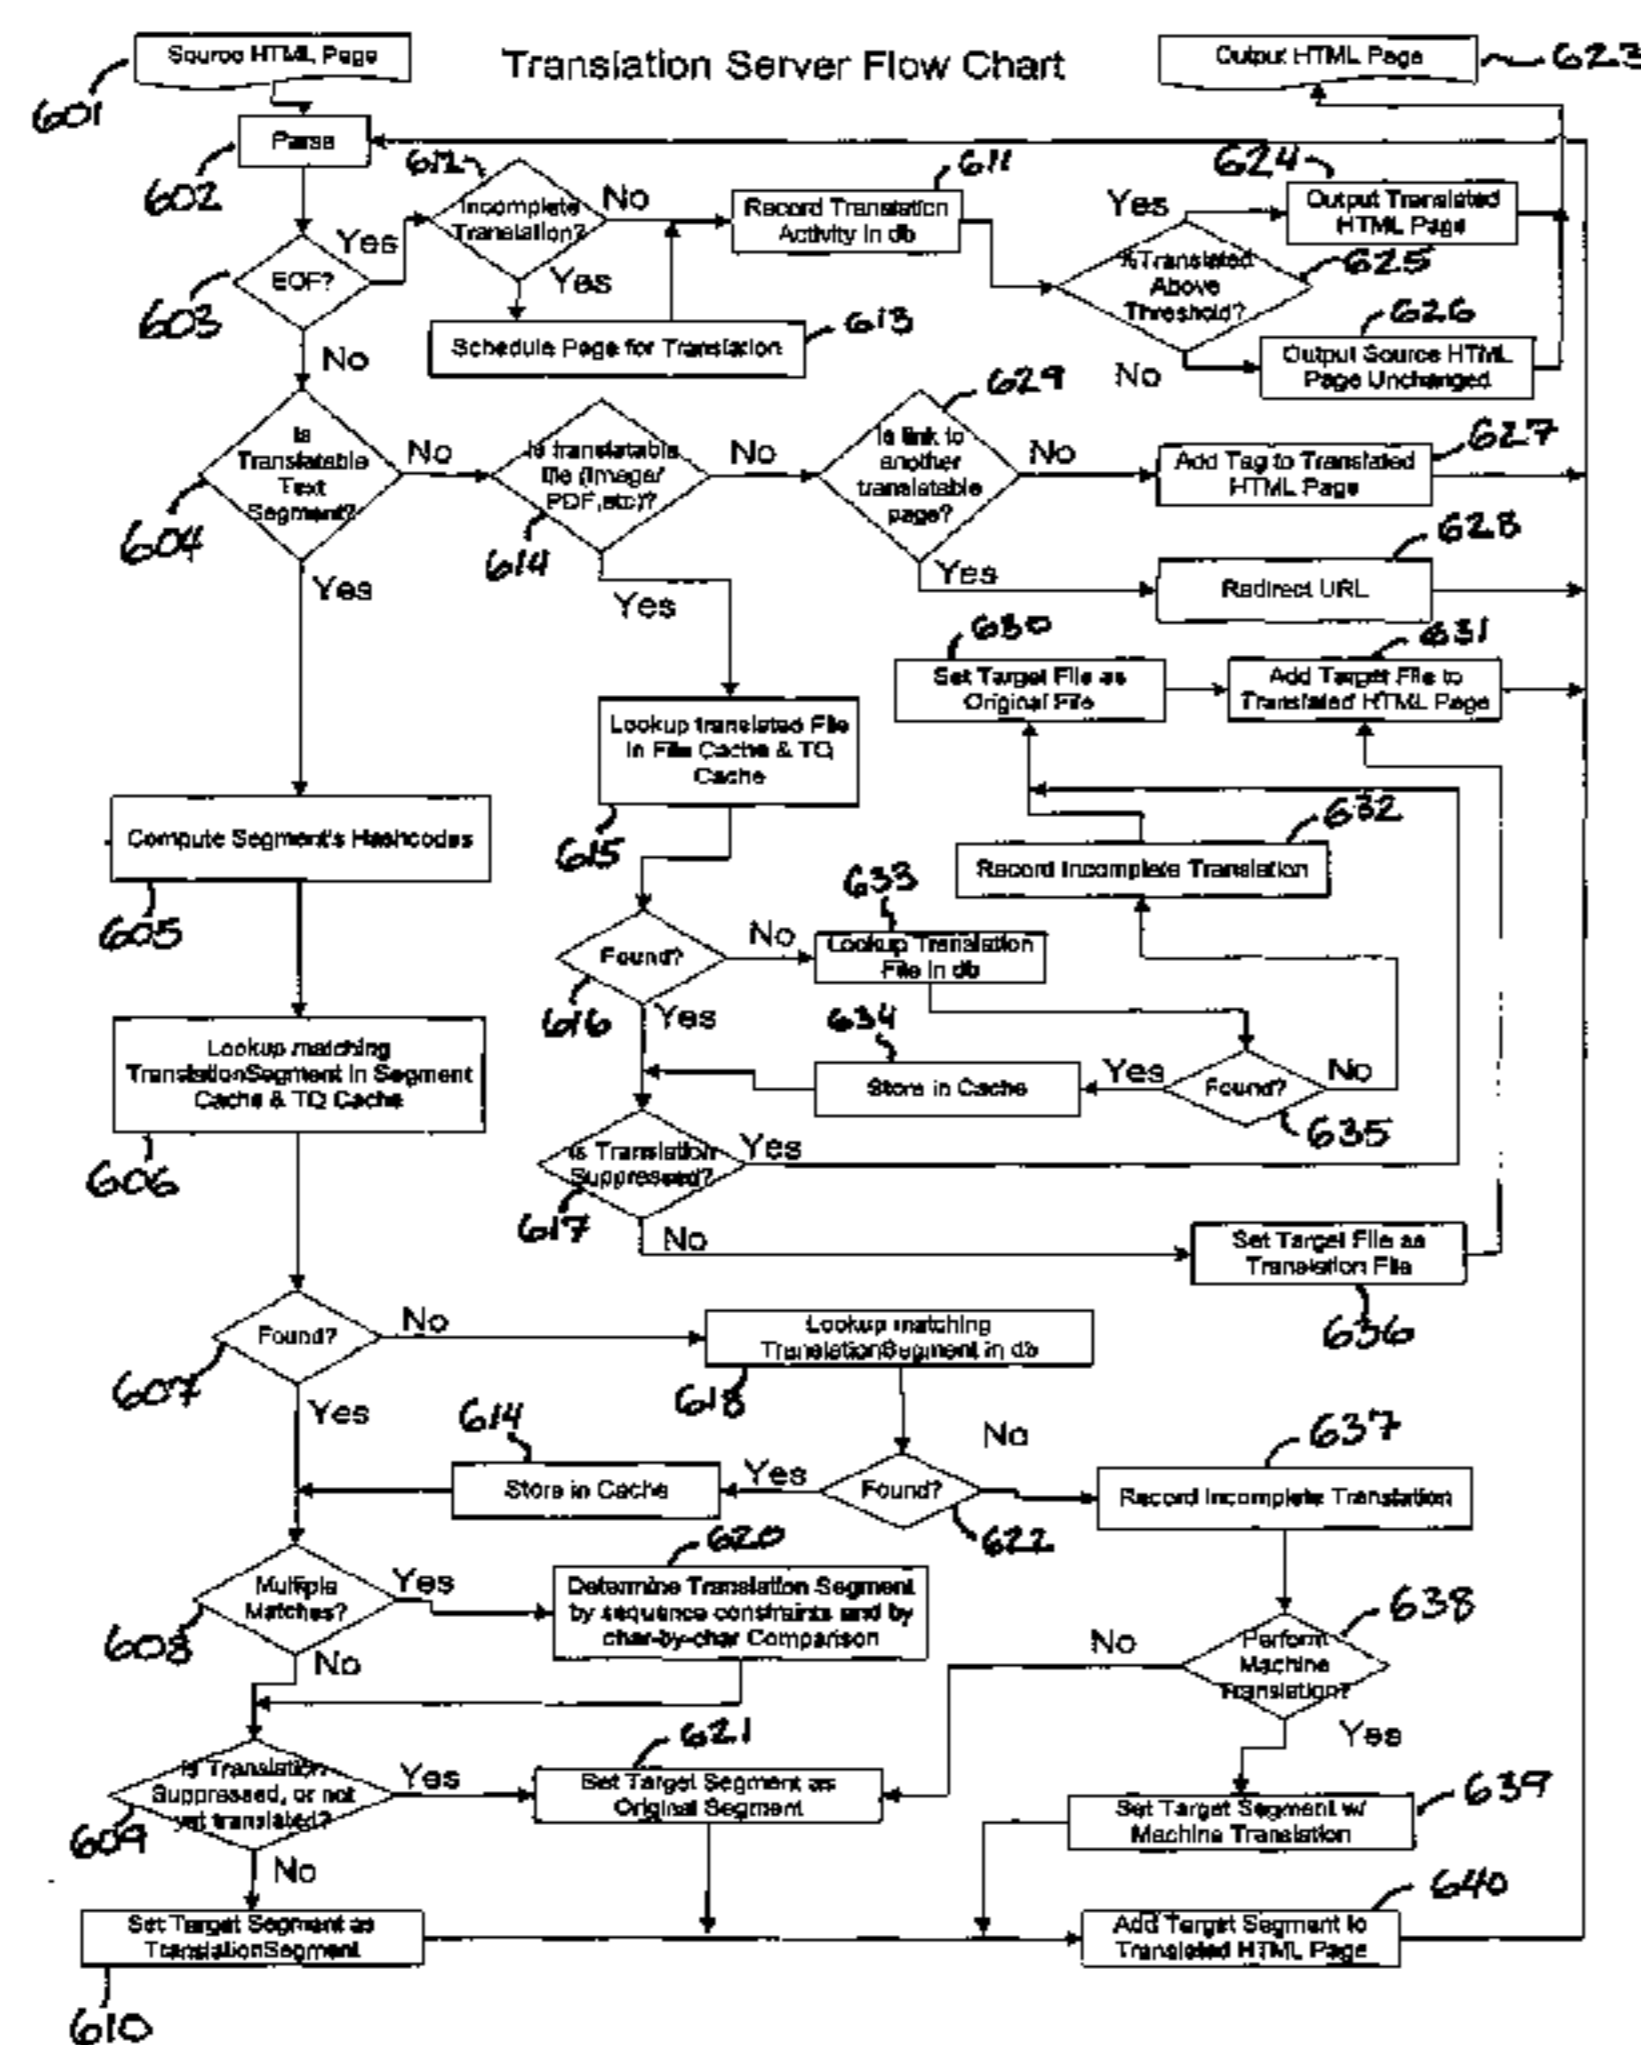 Source HTML Page
Translation Server Flow Chart
Output HTML Page
623
601
Parse
602
612
611
624
Incomplete
Translation?
No
Record Translation
Activity in db
Yes
Output Translated
HTML Page
Yes
EOF?
603
Yes
%Translated
Above
Threshold?
625
626
613
Schedule Page for Translation
No
No
Output Source HTML
Page Unchanged
629
Is
Translatable
Text
Segment?
604
No
Is translatable
file (Image/
PDF,etc)?
614
No
Is link to
another
translatable
page?
No
Add Tag to Translated
HTML Page
627
628
Yes
Yes
Yes
Redirect URL
630
631
Set Target File as
Original File
Add Target File to
Translated HTML Page
Lookup translated File
in File Cache & TQ
Cache
615
632
Compute Segment's Hashcodes
605
Record Incomplete Translation
633
Found?
616
No
Lookup Translation
File in db
Yes
634
Lookup matching
TranslationSegment in Segment
Cache & TQ Cache
606
Store in Cache
Yes
Found?
No
635
Is Translation
Suppressed?
617
Yes
No
Set Target File as
Translation File
636
Found?
607
No
Lookup matching
TranslationSegment in db
618
Yes
614
Store in Cache
Yes
Found?
622
No
637
Record Incomplete Translation
620
Multiple
Matches?
608
Yes
Determine Translation Segment
by sequence constraints and by
char-by-char Comparison
No
No
Perform
Machine
Translation?
638
Yes
621
Is Translation
Suppressed, or not
yet translated?
609
Yes
Set Target Segment as
Original Segment
Set Target Segment w/
Machine Translation
639
No
640
Set Target Segment as
TranslationSegment
610
Add Target Segment to
Translated HTML Page